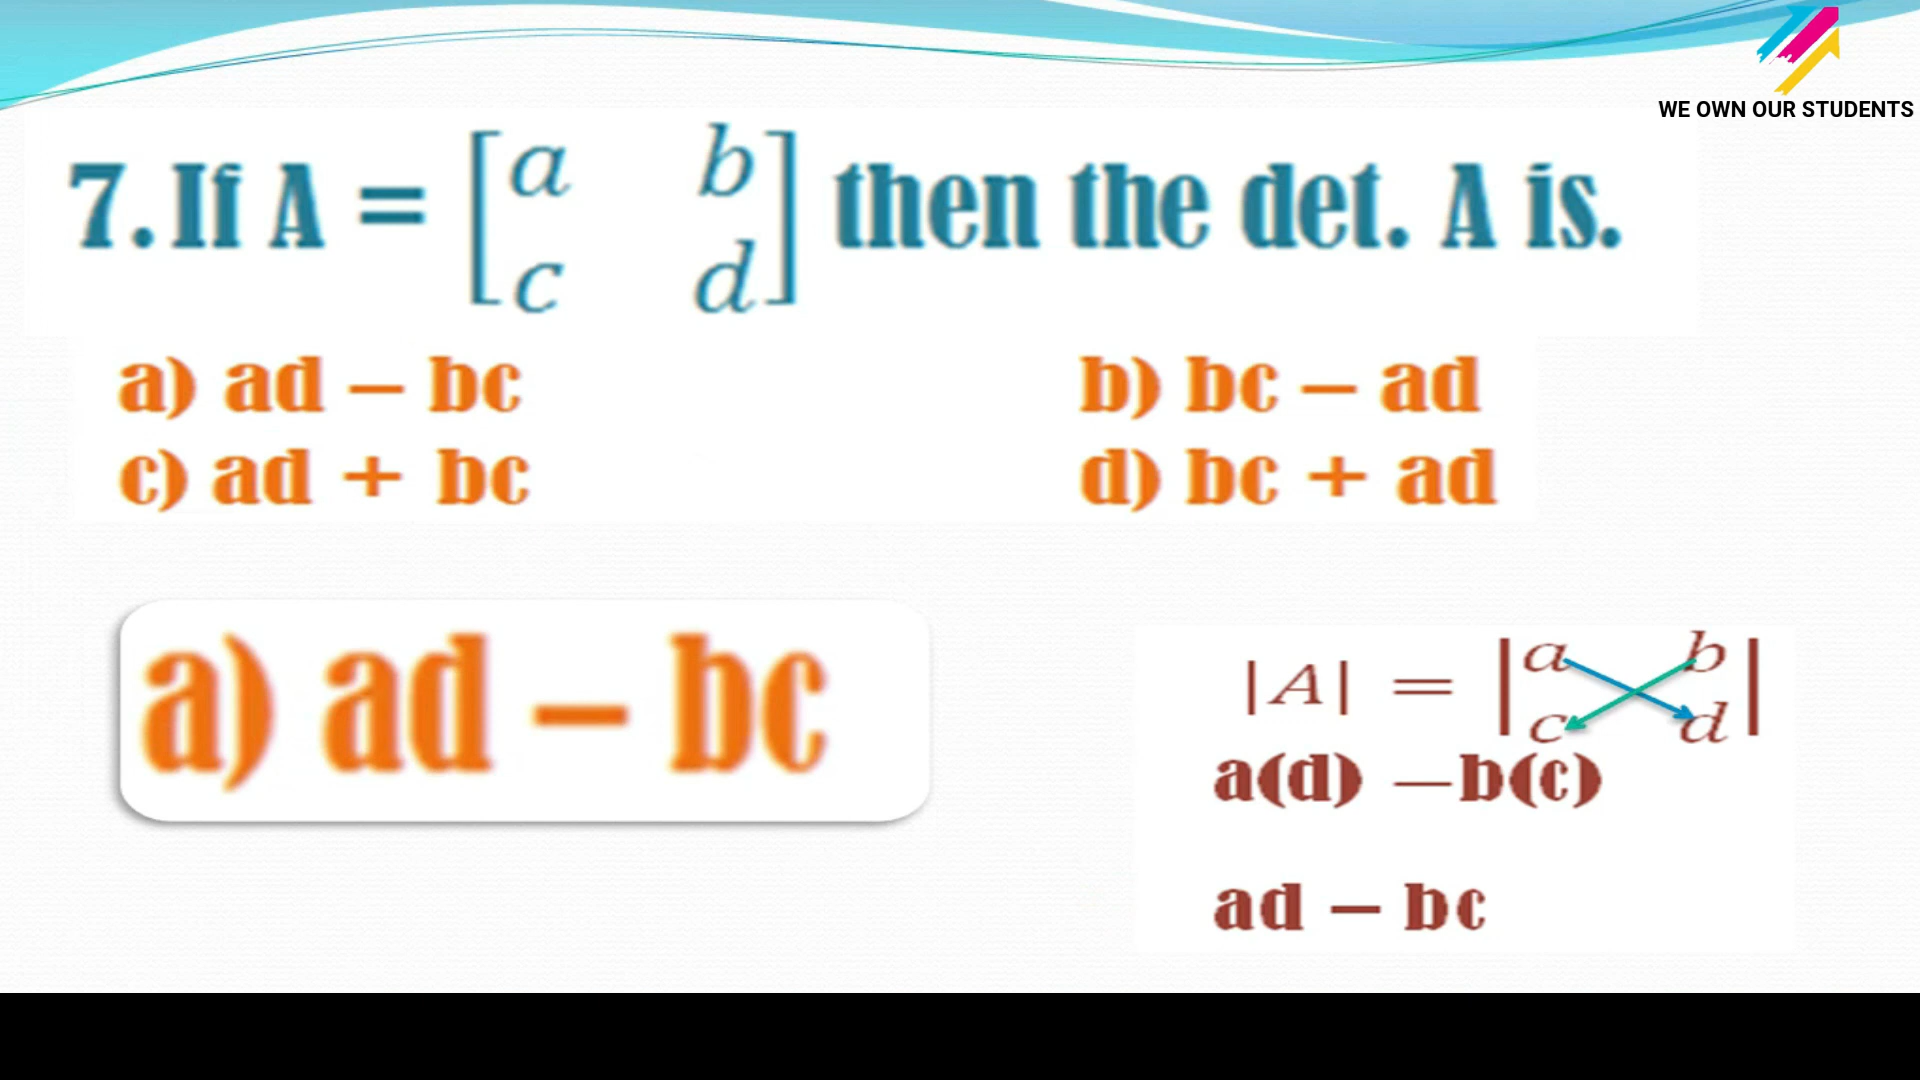 WE OWN OUR STUDENTS
7. If A = [a b
c d] then the det. A is.
a) ad – bc
b) bc – ad
c) ad + bc
d) bc + ad
a) ad – bc
|A| = |a b
c d|
a(d) –b(c)
ad – bc